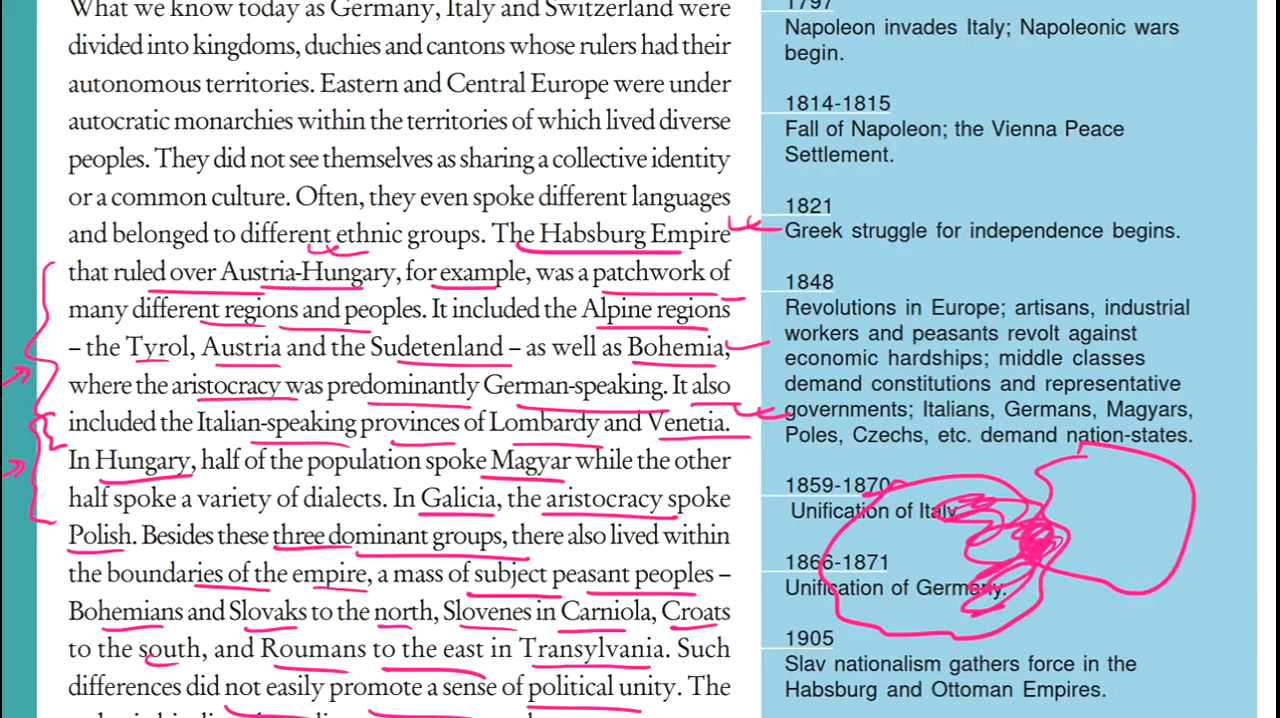 What we know today as Germany, Italy and Switzerland were
divided into kingdoms, duchies and cantons whose rulers had their
autonomous territories. Eastern and Central Europe were under
autocratic monarchies within the territories of which lived diverse
peoples. They did not see themselves as sharing a collective identity
or a common culture. Often, they even spoke different languages
and belonged to different ethnic groups. The Habsburg Empire
that ruled over Austria-Hungary, for example, was a patchwork of
many different regions and peoples. It included the Alpine regions
– the Tyrol, Austria and the Sudetenland – as well as Bohemia,
where the aristocracy was predominantly German-speaking. It also
included the Italian-speaking provinces of Lombardy and Venetia.
In Hungary, half of the population spoke Magyar while the other
half spoke a variety of dialects. In Galicia, the aristocracy spoke
Polish. Besides these three dominant groups, there also lived within
the boundaries of the empire, a mass of subject peasant peoples –
Bohemians and Slovaks to the north, Slovenes in Carniola, Croats
to the south, and Roumans to the east in Transylvania. Such
differences did not easily promote a sense of political unity. The
1797
Napoleon invades Italy; Napoleonic wars
begin.
1814-1815
Fall of Napoleon; the Vienna Peace
Settlement.
1821
Greek struggle for independence begins.
1848
Revolutions in Europe; artisans, industrial
workers and peasants revolt against
economic hardships; middle classes
demand constitutions and representative
governments; Italians, Germans, Magyars,
Poles, Czechs, etc. demand nation-states.
1859-1870
Unification of Italy
1866-1871
Unification of Germany.
1905
Slav nationalism gathers force in the
Habsburg and Ottoman Empires.